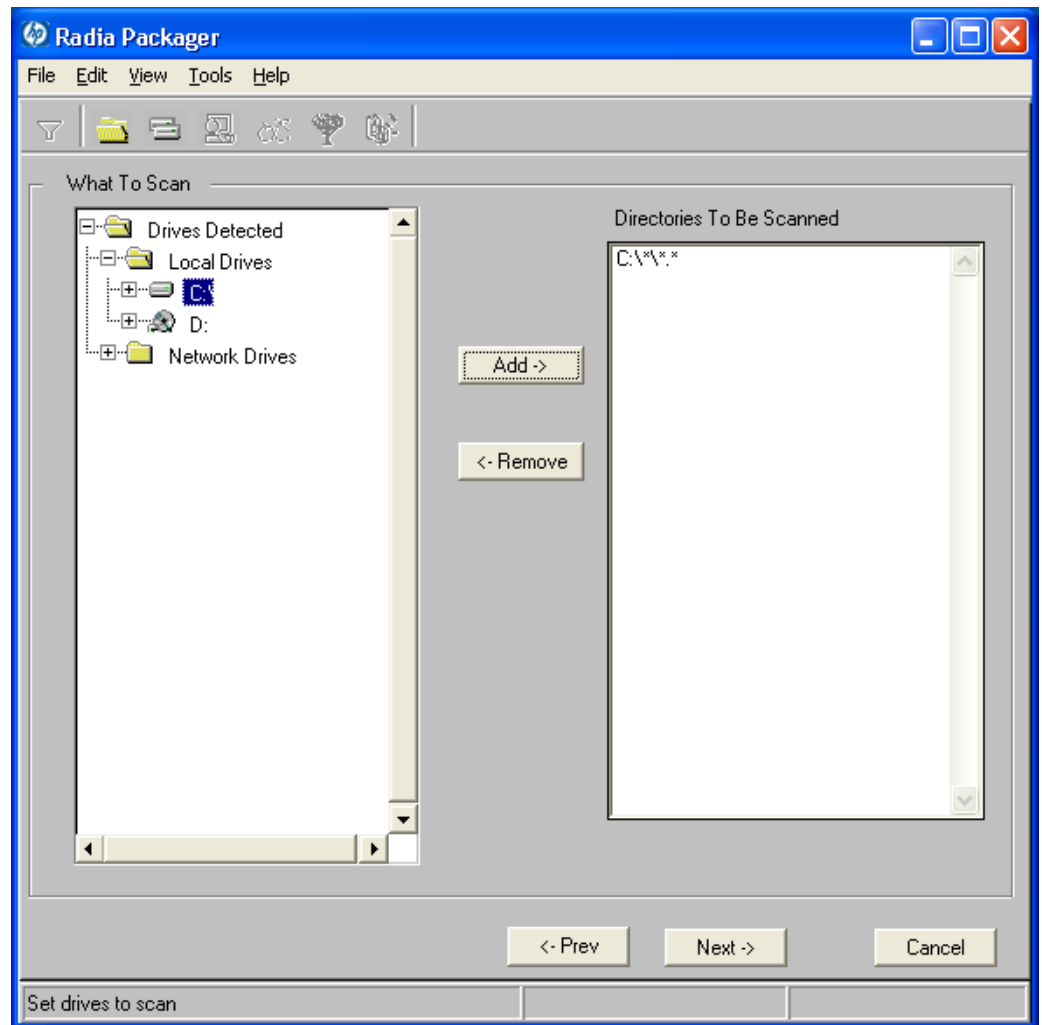 Radia Packager
File Edit View Tools Help
What To Scan
Drives Detected
Local Drives
C:\
D:
Network Drives
Add ->
<- Remove
Directories To Be Scanned
C:\*\*.*
<- Prev
Next ->
Cancel
Set drives to scan